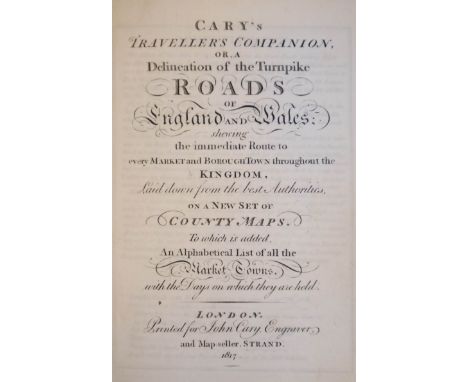 CARY'S
TRAVELLER'S COMPANION,
OR, A
Delineation of the Turnpike
ROADS
OF
England AND Wales;
shewing
the immediate Route to
every MARKET and BOROUGH TOWN throughout the
KINGDOM,
Laid down from the best Authorities,
ON A NEW SET OF
COUNTY MAPS.
To which is added,
An Alphabetical List of all the
Market Towns,
with the Days on which they are held.
LONDON.
Printed for John Cary, Engraver,
and Map-seller, STRAND.
1817